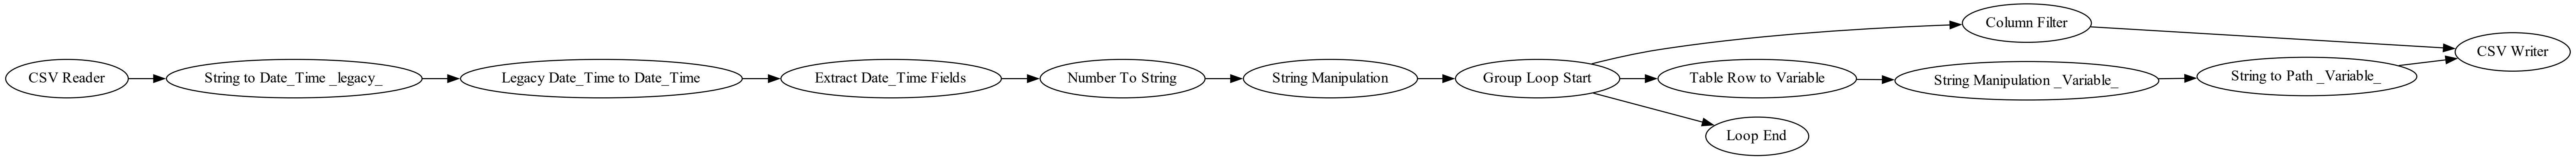 CSV Reader
String to Date_Time _legacy_
Legacy Date_Time to Date_Time
Extract Date_Time Fields
Number To String
String Manipulation
Group Loop Start
Column Filter
Table Row to Variable
Loop End
String Manipulation _Variable_
String to Path _Variable_
CSV Writer